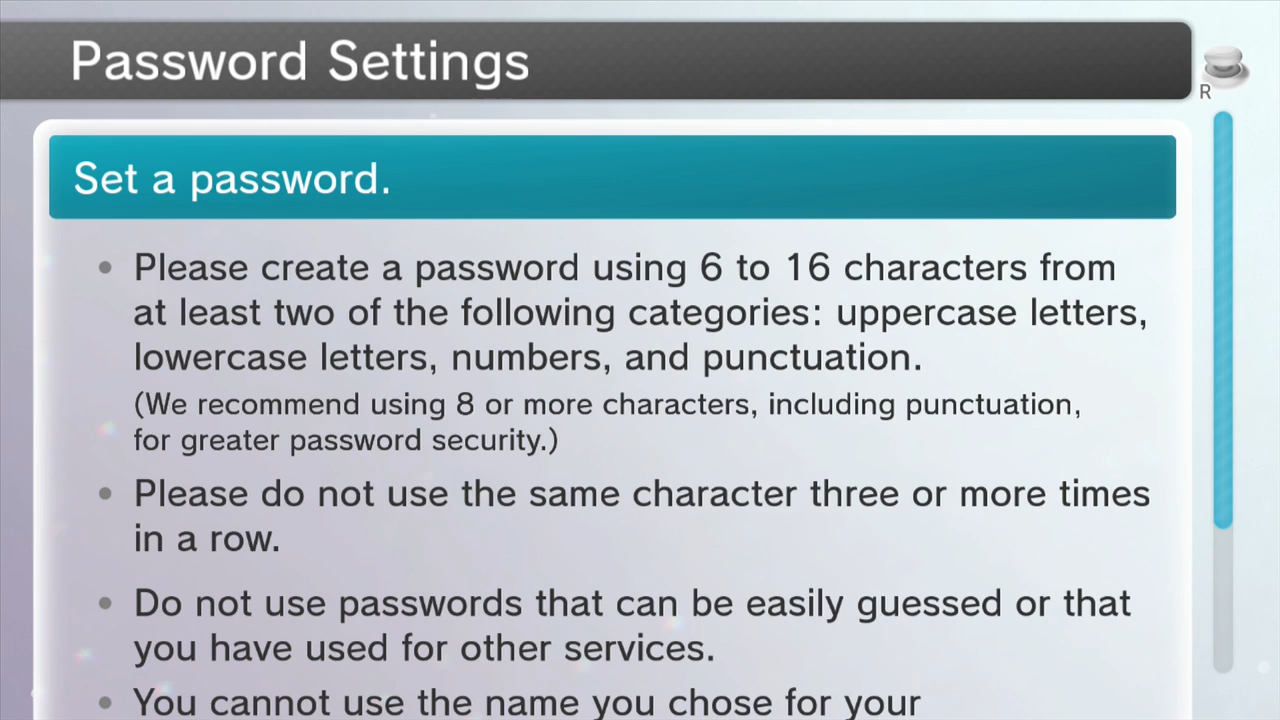 Password Settings
R
Set a password.
• Please create a password using 6 to 16 characters from
at least two of the following categories: uppercase letters,
lowercase letters, numbers, and punctuation.
(We recommend using 8 or more characters, including punctuation,
for greater password security.)
• Please do not use the same character three or more times
in a row.
• Do not use passwords that can be easily guessed or that
you have used for other services.
• You cannot use the name you chose for your